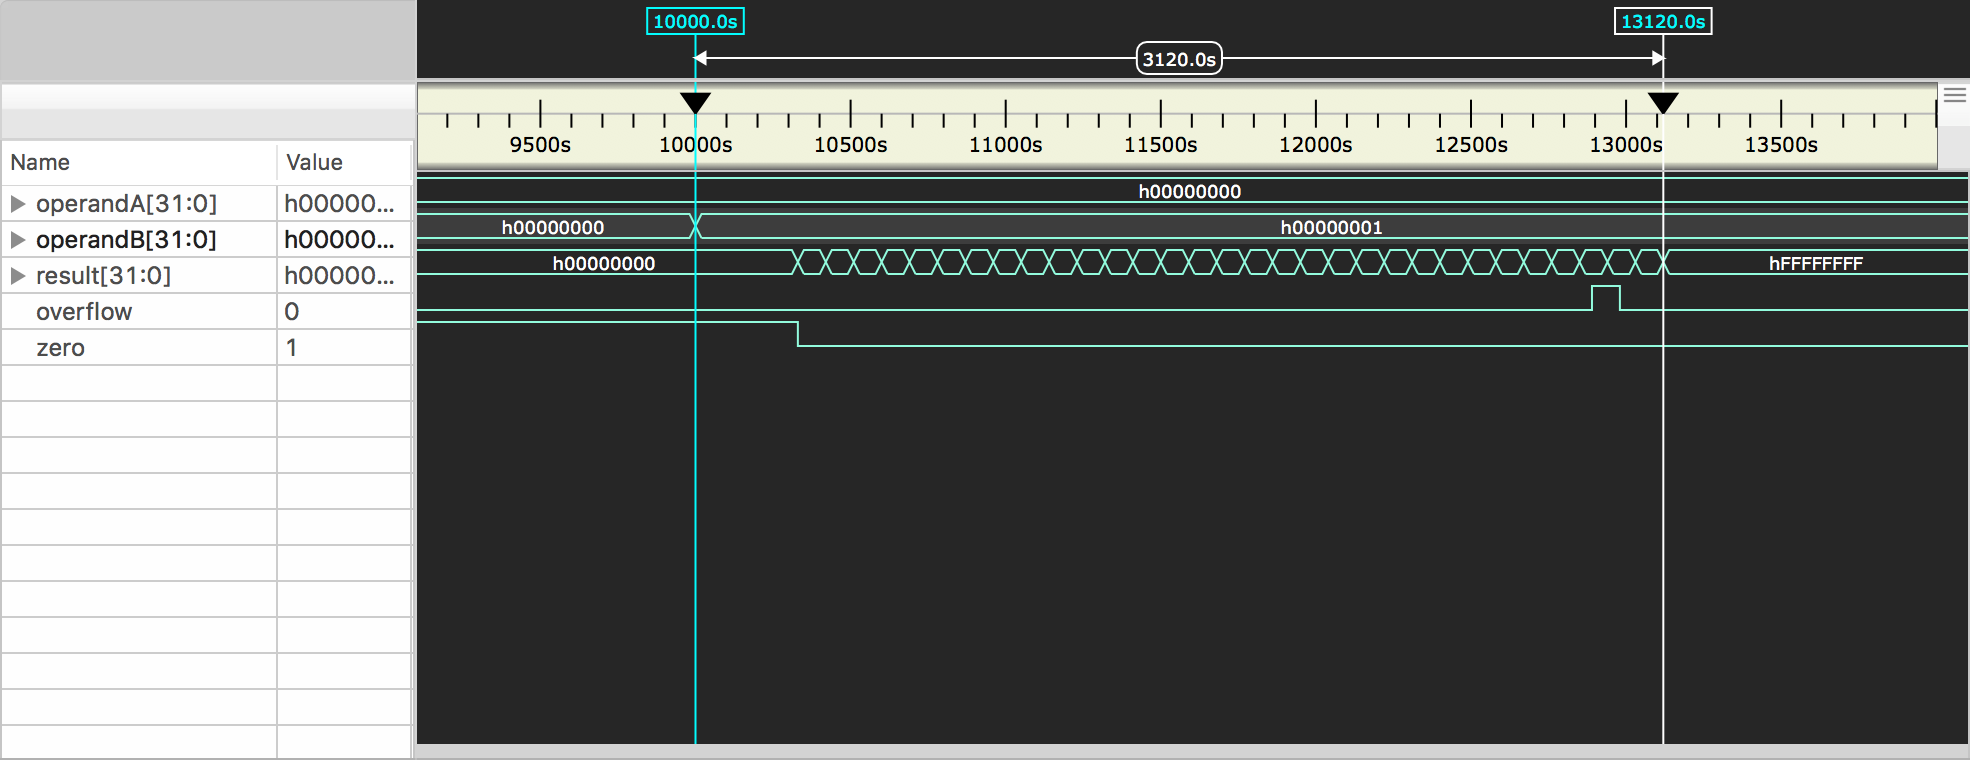 10000.0s 13120.0s
3120.0s
9500s 10000s 10500s 11000s 11500s 12000s 12500s 13000s 13500s
Name Value
operandA[31:0] h00000... h00000000
operandB[31:0] h00000... h00000000 h00000001
result[31:0] h00000... h00000000 hFFFFFFFF
overflow 0
zero 1